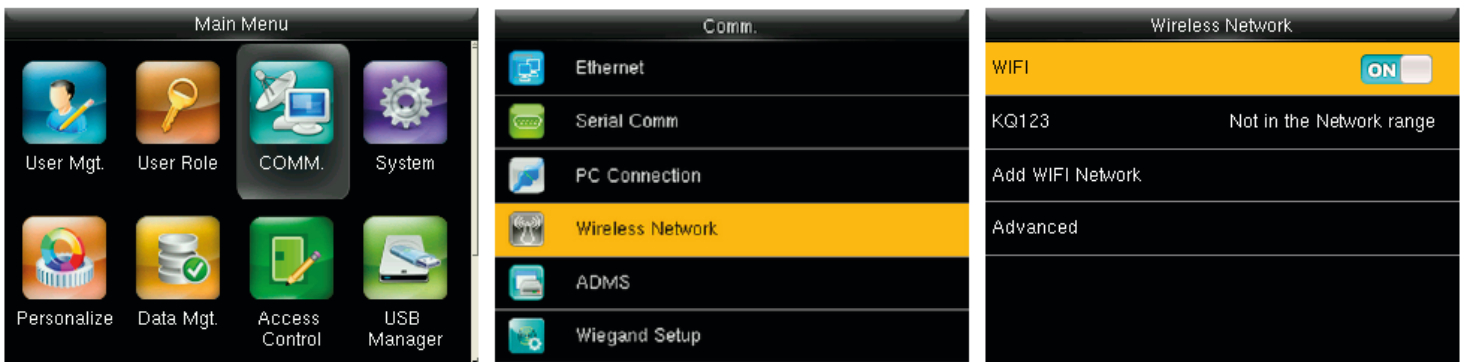 Main Menu
User Mgt.
User Role
COMM.
System
Personalize
Data Mgt.
Access
Control
USB
Manager
Comm.
Ethernet
Serial Comm
PC Connection
Wireless Network
ADMS
Wiegand Setup
Wireless Network
WIFI ON
KQ123 Not in the Network range
Add WIFI Network
Advanced